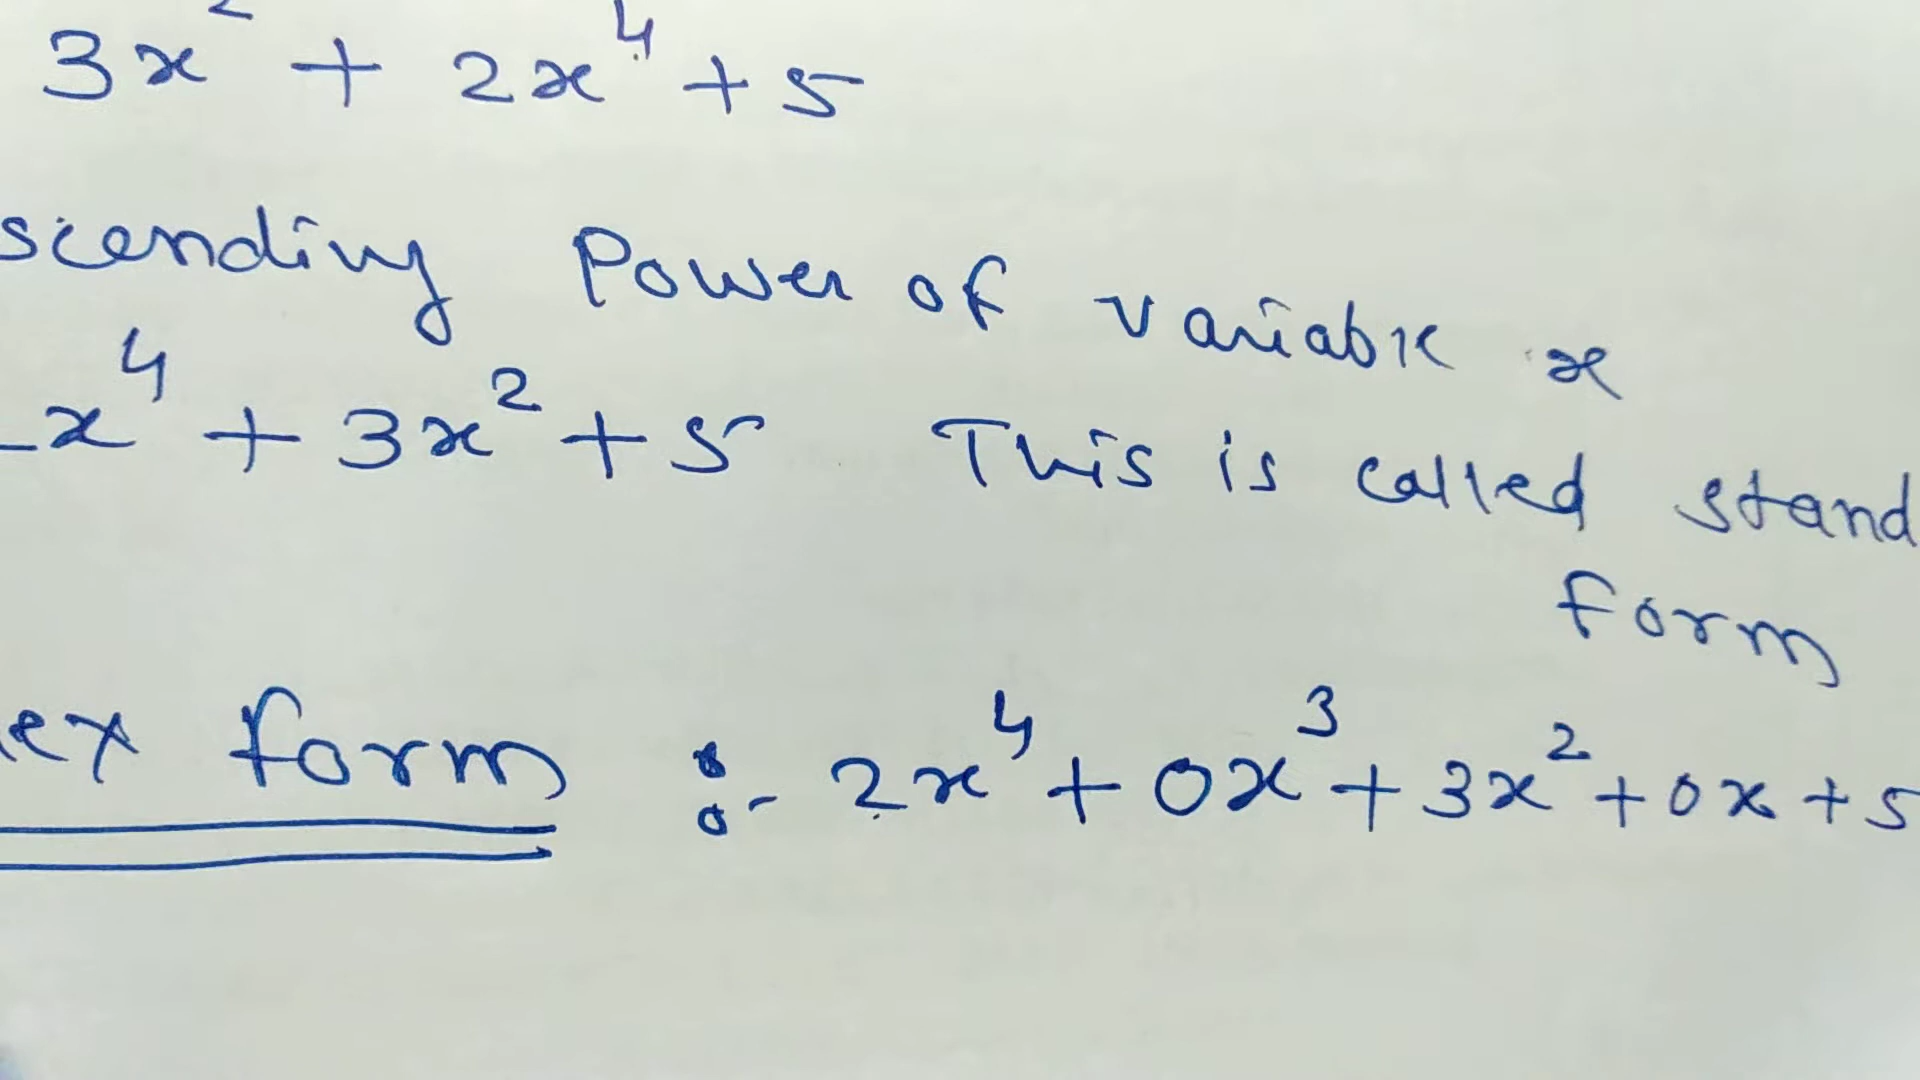 3x² + 2x⁴ + 5
scending Power of variable x
x⁴ + 3x² + 5 This is called stand
form
ex form :- 2x⁴ + 0x³ + 3x² + 0x + 5